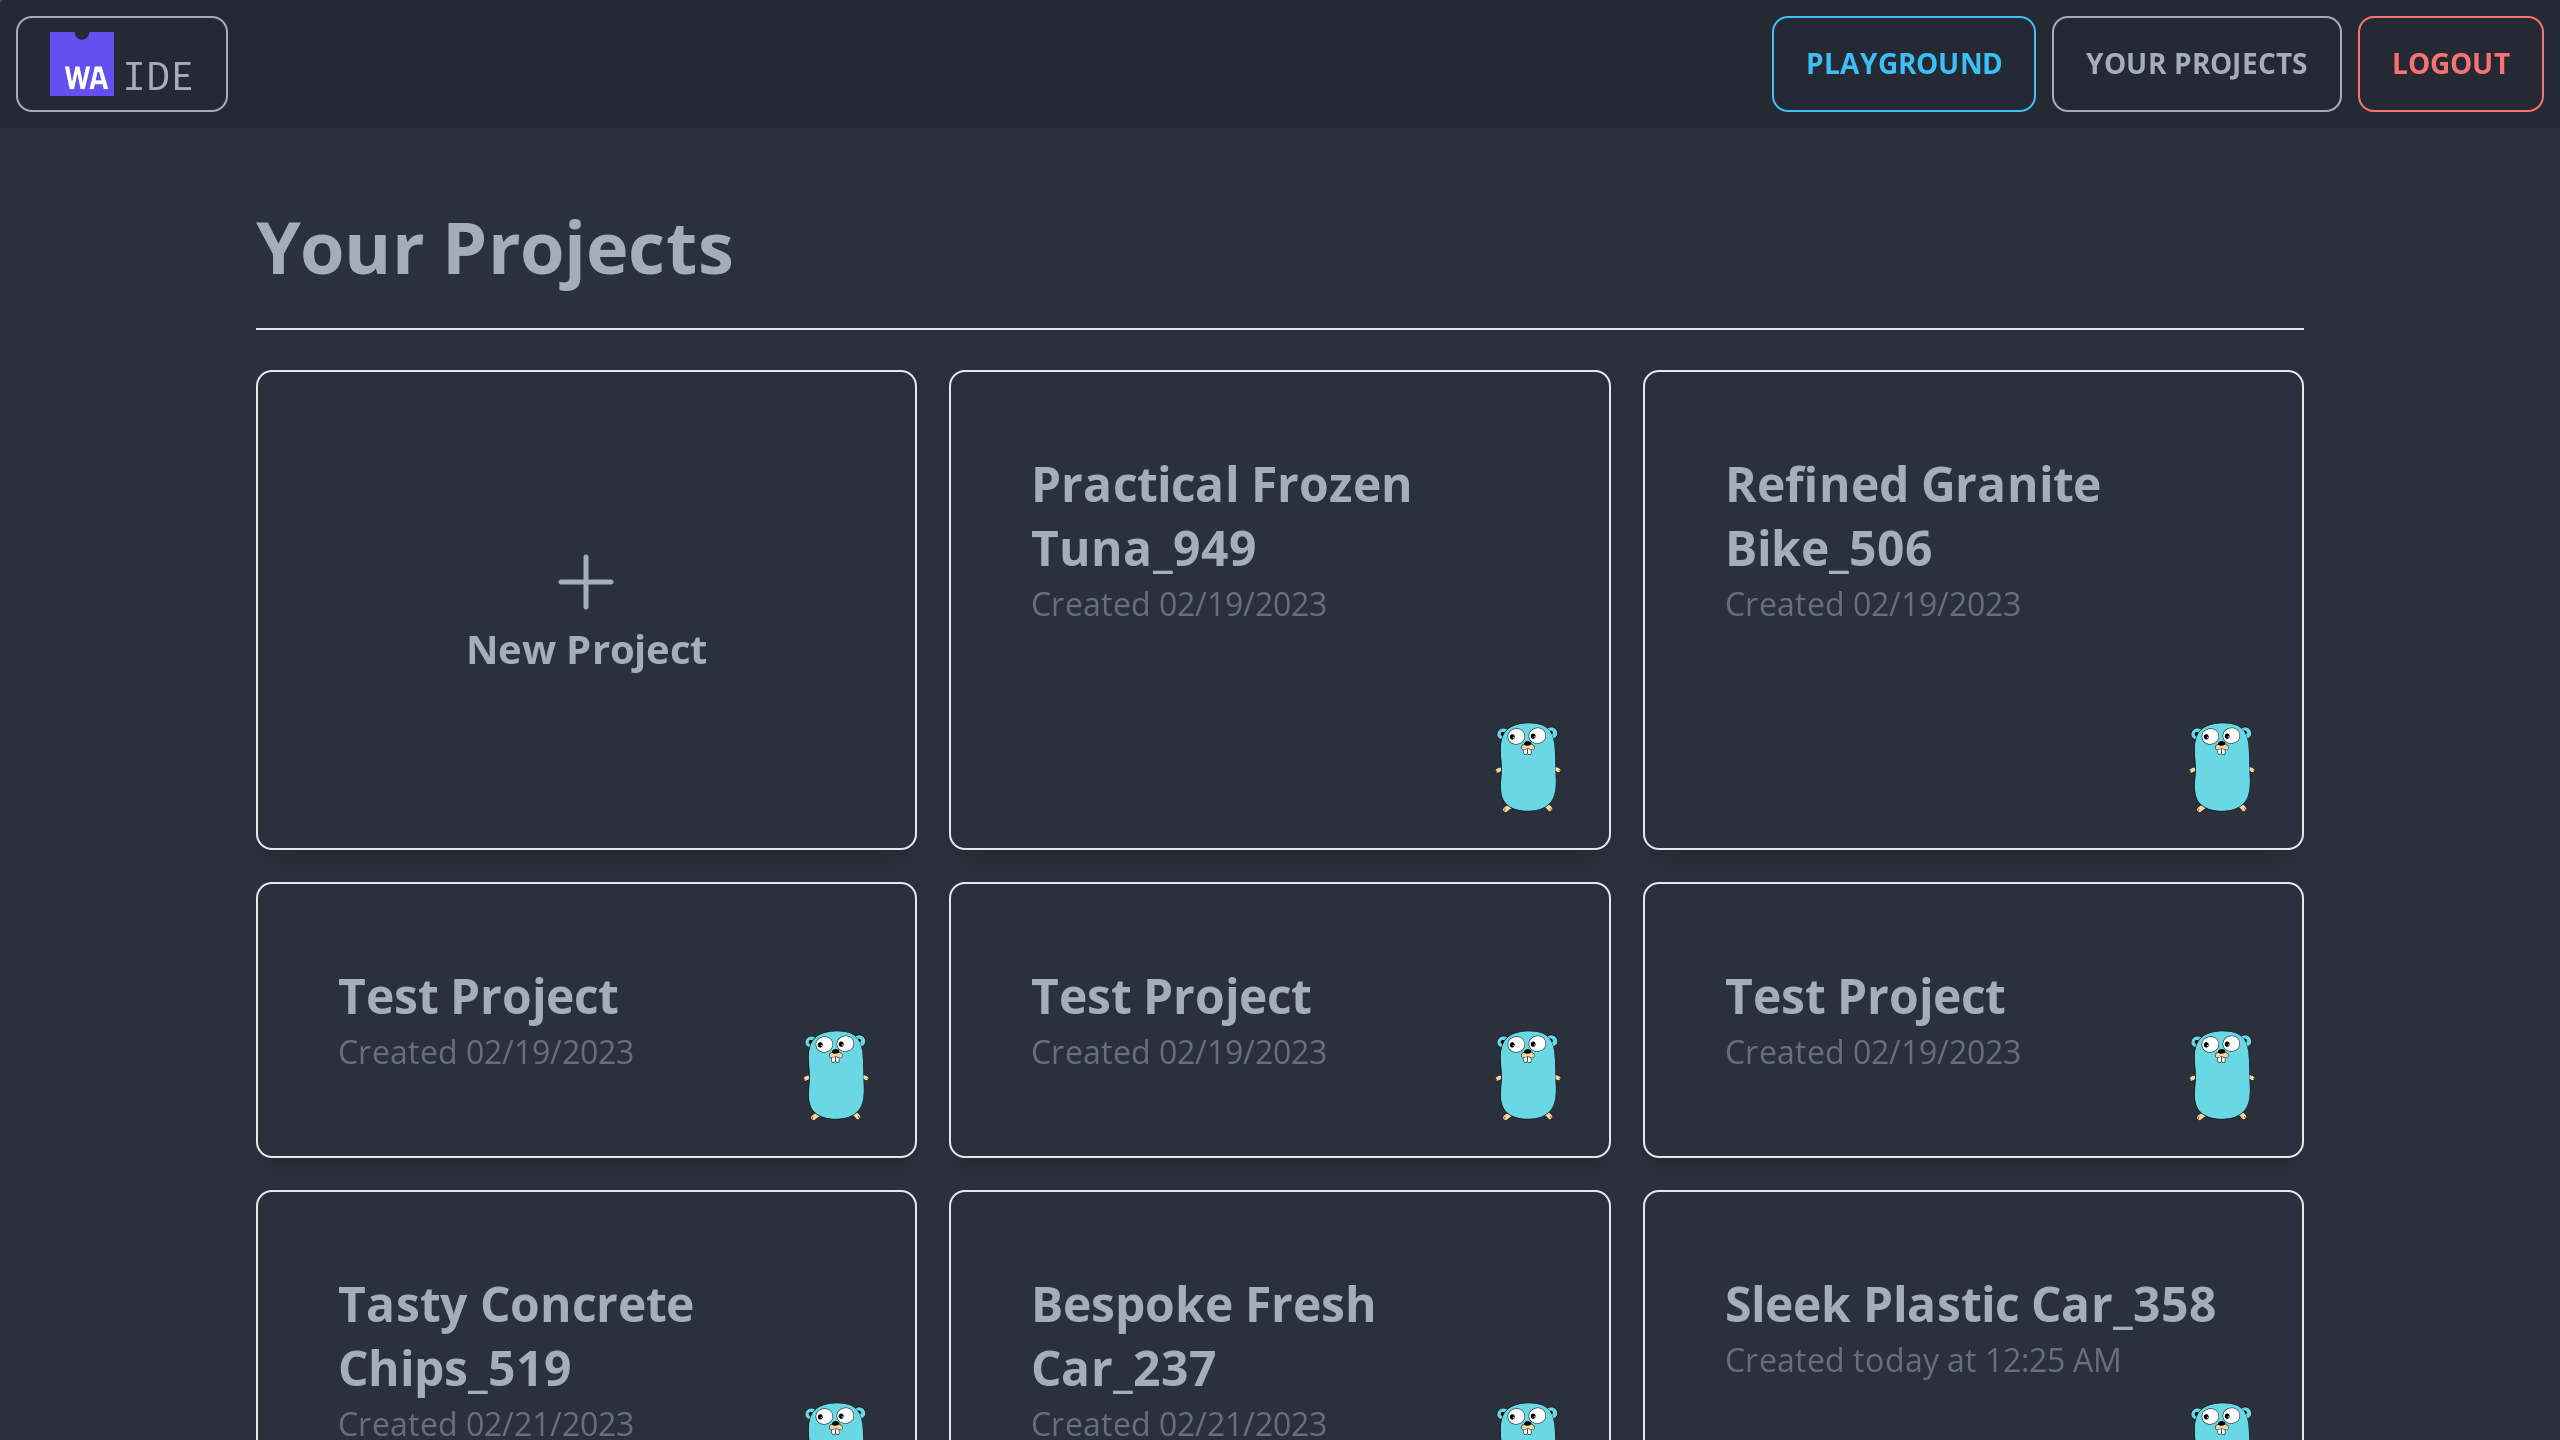 WA IDE
PLAYGROUND
YOUR PROJECTS
LOGOUT
Your Projects
New Project
Practical Frozen
Tuna_949
Created 02/19/2023
Refined Granite
Bike_506
Created 02/19/2023
Test Project
Created 02/19/2023
Test Project
Created 02/19/2023
Test Project
Created 02/19/2023
Tasty Concrete
Chips_519
Created 02/21/2023
Bespoke Fresh
Car_237
Created 02/21/2023
Sleek Plastic Car_358
Created today at 12:25 AM